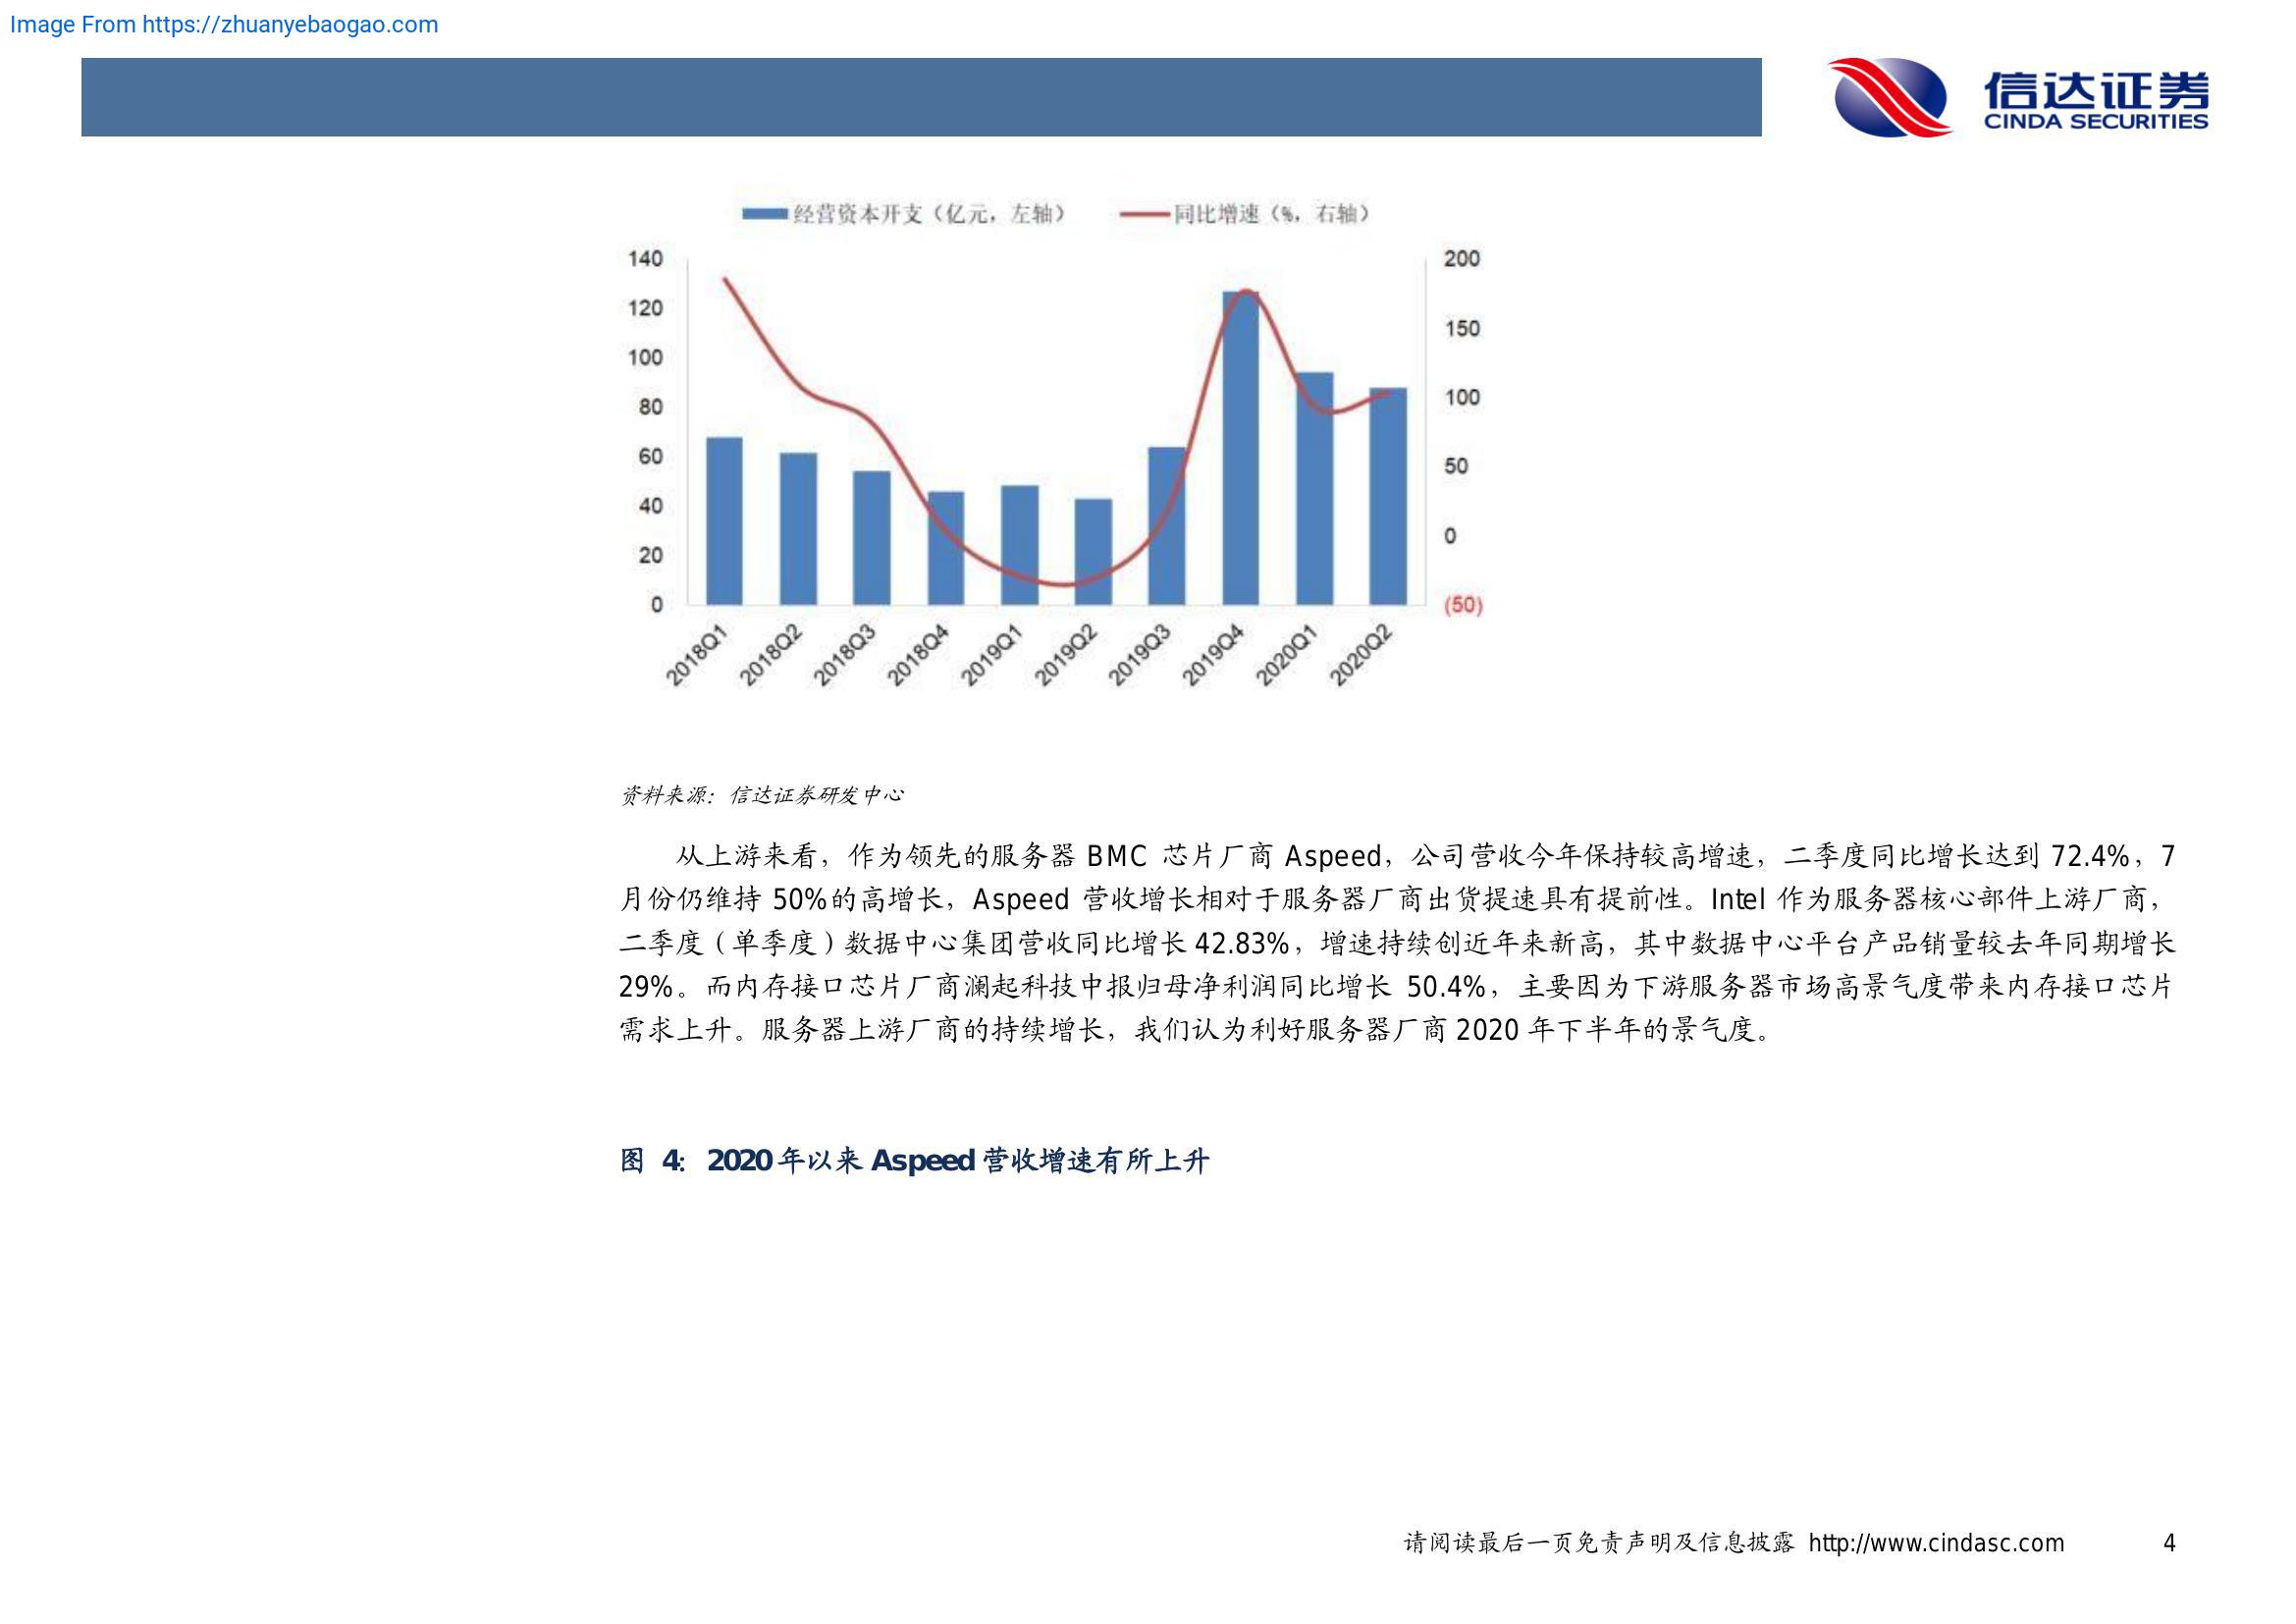 Image From https://zhuanyebaogao.com
信达证券
CINDA SECURITIES
经营资本开支（亿元，左轴） 同比增速（%，右轴）
140 200
120
150
100
100
80
60
50
40
0
20
0 (50)
2018Q1 2018Q2 2018Q3 2018Q4 2019Q1 2019Q2 2019Q3 2019Q4 2020Q1 2020Q2
资料来源：信达证券研发中心
从上游来看，作为领先的服务器 BMC 芯片厂商 Aspeed，公司营收今年保持较高增速，二季度同比增长达到 72.4%，7
月份仍维持 50%的高增长，Aspeed 营收增长相对于服务器厂商出货提速具有提前性。Intel 作为服务器核心部件上游厂商，
二季度（单季度）数据中心集团营收同比增长 42.83%，增速持续创近年来新高，其中数据中心平台产品销量较去年同期增长
29%。而内存接口芯片厂商澜起科技中报归母净利润同比增长 50.4%，主要因为下游服务器市场高景气度带来内存接口芯片
需求上升。服务器上游厂商的持续增长，我们认为利好服务器厂商 2020 年下半年的景气度。
图 4：2020 年以来 Aspeed 营收增速有所上升
请阅读最后一页免责声明及信息披露 http://www.cindasc.com 4